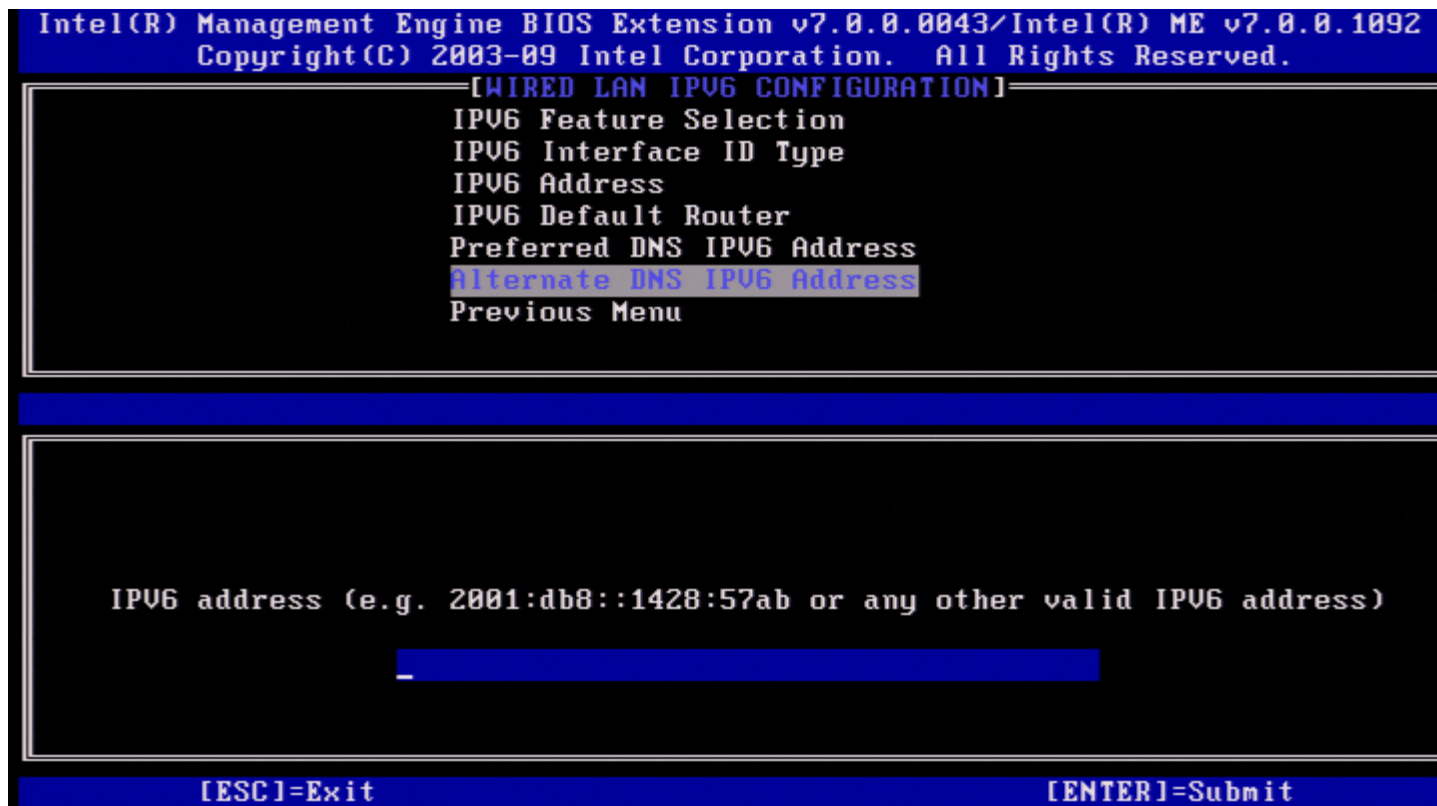 Intel(R) Management Engine BIOS Extension v7.0.0.0043/Intel(R) ME v7.0.0.1092
Copyright(C) 2003-09 Intel Corporation. All Rights Reserved.
[WIRED LAN IPV6 CONFIGURATION]
IPV6 Feature Selection
IPV6 Interface ID Type
IPV6 Address
IPV6 Default Router
Preferred DNS IPV6 Address
Alternate DNS IPV6 Address
Previous Menu
IPV6 address (e.g. 2001:db8::1428:57ab or any other valid IPV6 address)
[ESC]=Exit [ENTER]=Submit